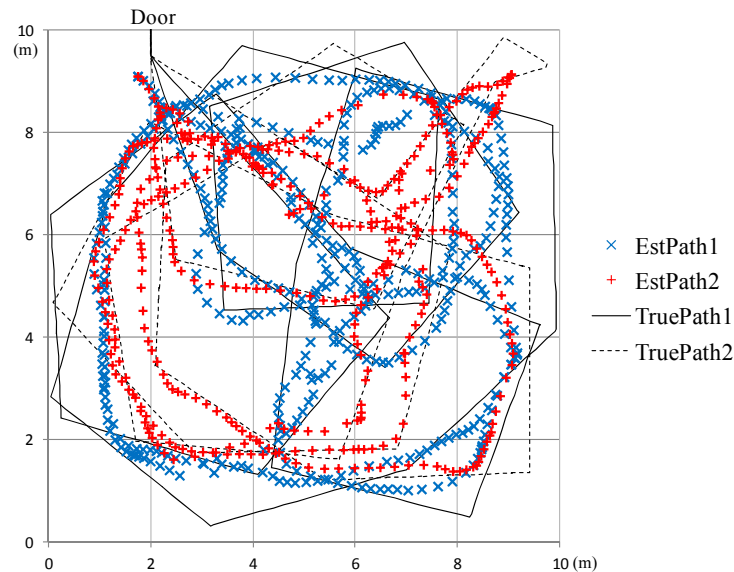 Door
10
(m)
8
6
4
2
0
0 2 4 6 8 10 (m)
EstPath1
EstPath2
TruePath1
TruePath2